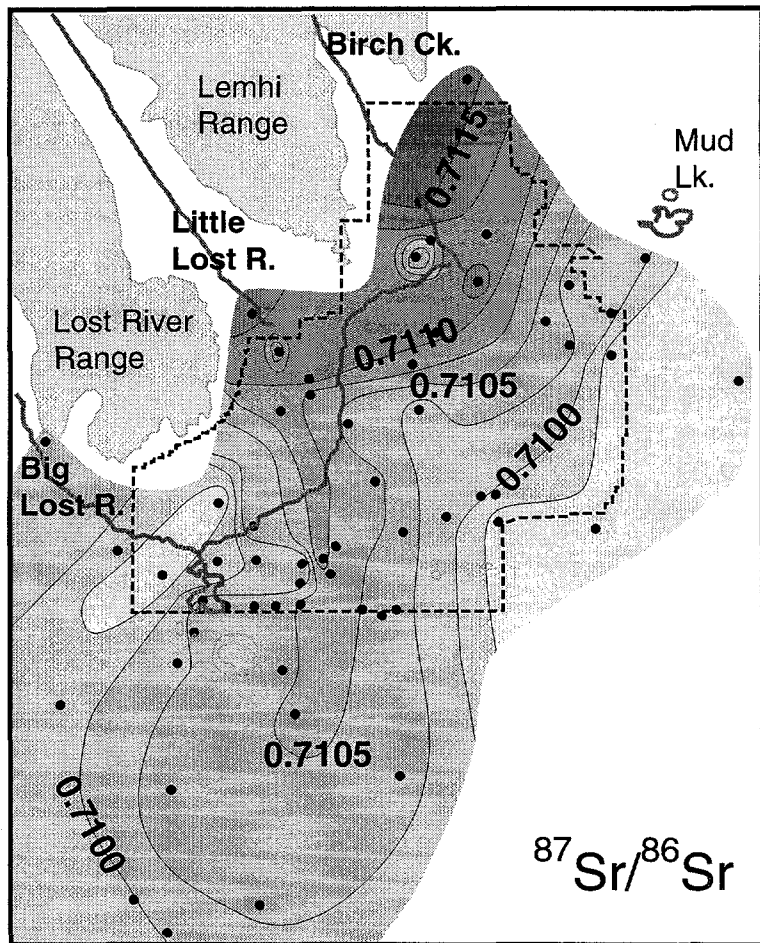 Birch Ck.
Lemhi
Range
0.7115
Mud
Lk.
Little
Lost R.
Lost River
Range
0.7110
0.7105
0.7100
Big
Lost R.
0.7105
0.7100
⁸⁷Sr/⁸⁶Sr